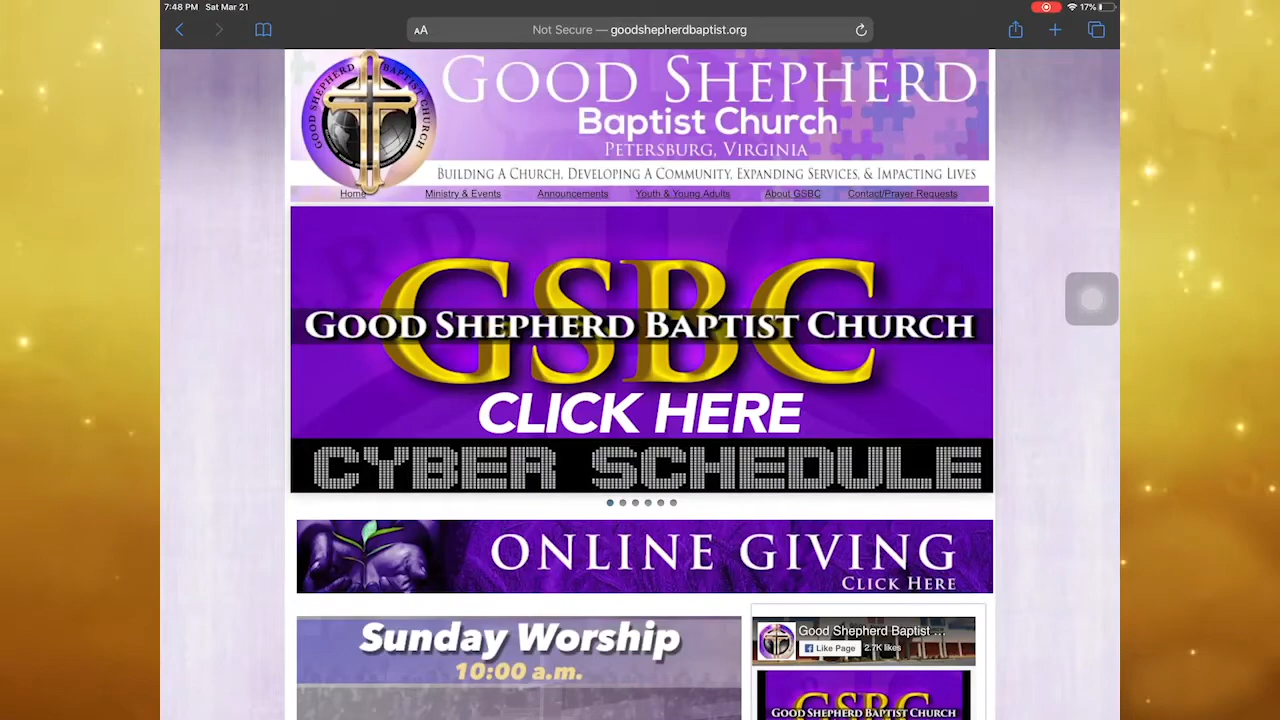 7:48 PM Sat Mar 21
17%
AA
Not Secure — goodshepherdbaptist.org
GOOD SHEPHERD BAPTIST CHURCH
GOOD SHEPHERD
Baptist Church
PETERSBURG, VIRGINIA
BUILDING A CHURCH, DEVELOPING A COMMUNITY, EXPANDING SERVICES, & IMPACTING LIVES
Home Ministry & Events Announcements Youth & Young Adults About GSBC Contact/Prayer Requests
GSBC
GOOD SHEPHERD BAPTIST CHURCH
CLICK HERE
CYBER SCHEDULE
ONLINE GIVING
CLICK HERE
Sunday Worship
10:00 a.m.
Good Shepherd Baptist ...
Like Page 2.7K likes
GSBC
GOOD SHEPHERD BAPTIST CHURCH